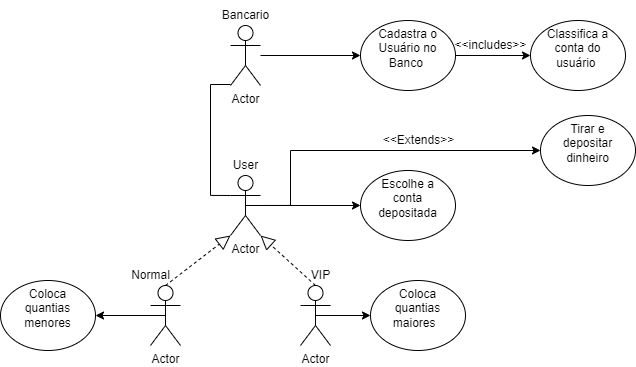 Bancario
Cadastra o
Usuário no
Banco
<<includes>>
Classifica a
conta do
usuário
Actor
<<Extends>>
Tirar e
depositar
dinheiro
User
Escolhe a
conta
depositada
Actor
Normal
VIP
Coloca
quantias
menores
Coloca
quantias
maiores
Actor
Actor